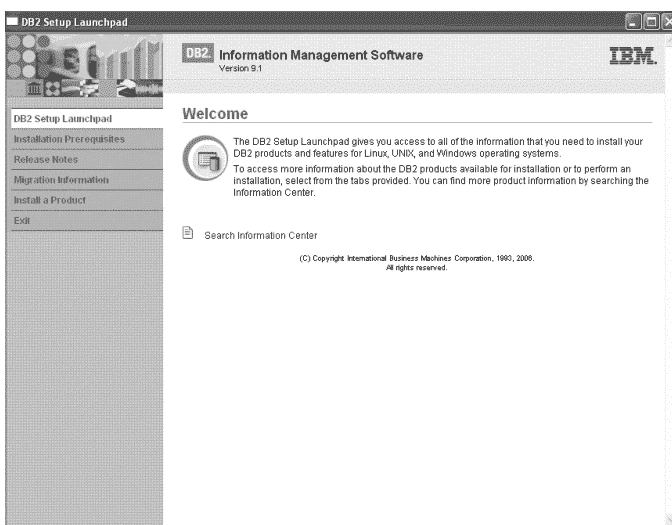 DB2 Setup Launchpad
DB2. Information Management Software
Version 9.1
IBM.
DB2 Setup Launchpad
Installation Prerequisites
Release Notes
Migration Information
Install a Product
Exit
Welcome
The DB2 Setup Launchpad gives you access to all of the information that you need to install your
DB2 products and features for Linux, UNIX, and Windows operating systems.
To access more information about the DB2 products available for installation or to perform an
installation, select from the tabs provided. You can find more product information by searching the
Information Center.
Search Information Center
(C) Copyright International Business Machines Corporation, 1993, 2006.
All rights reserved.